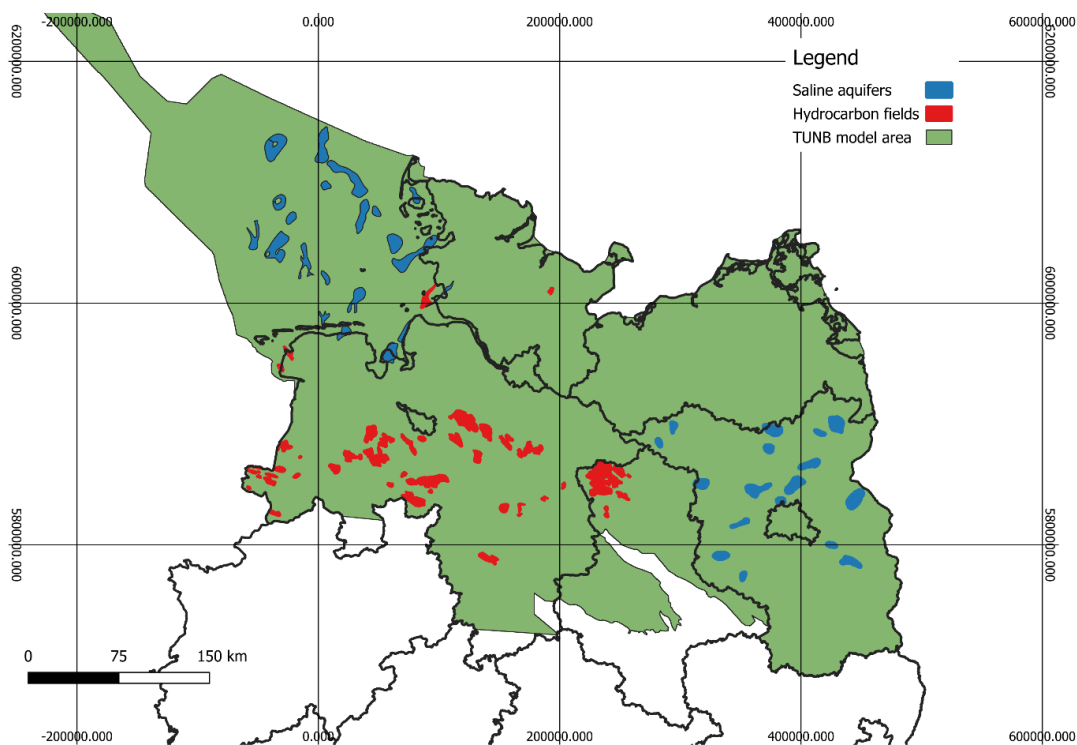 -200000.000 0.000 200000.000 400000.000 600000.000
6200000.000 6200000.000
Legend
Saline aquifers
Hydrocarbon fields
TUNB model area
6000000.000 6000000.000
5800000.000 5800000.000
0 75 150 km
-200000.000 0.000 200000.000 400000.000 600000.000